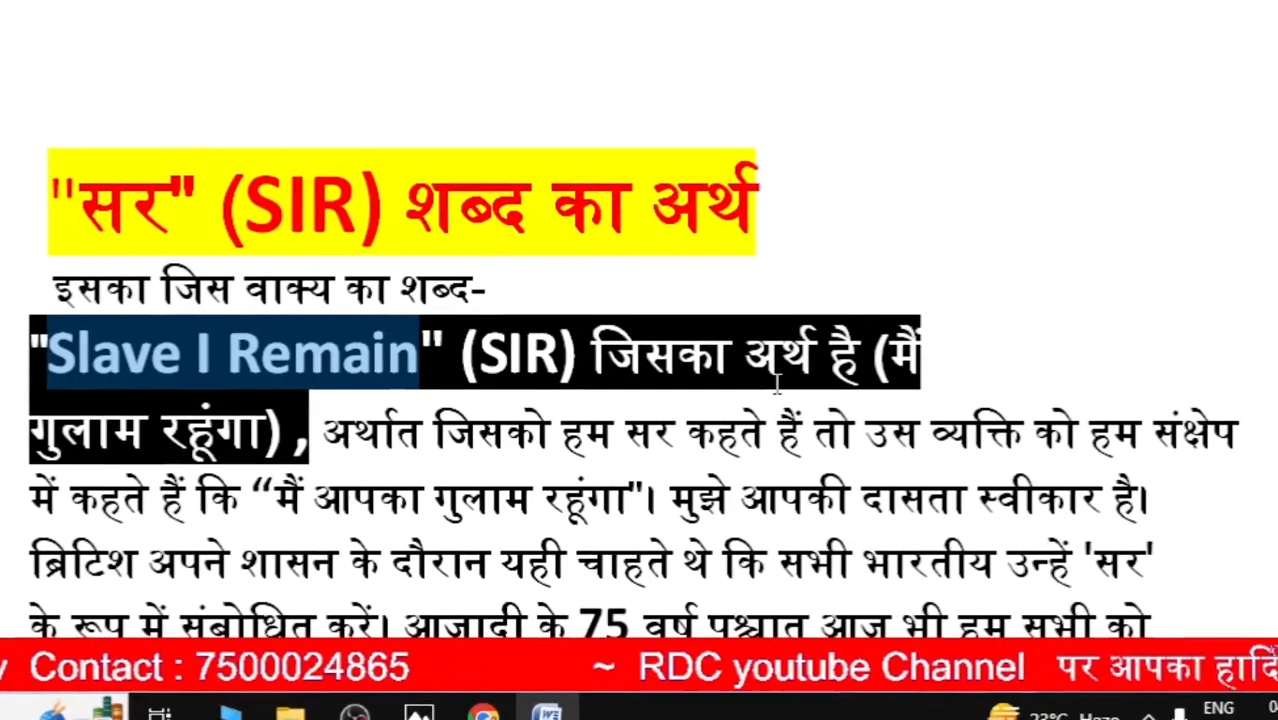 "सर" (SIR) शब्द का अर्थ
इसका जिस वाक्य का शब्द-
"Slave I Remain" (SIR) जिसका अर्थ है (मैं
गुलाम रहूंगा) , अर्थात जिसको हम सर कहते हैं तो उस व्यक्ति को हम संक्षेप
में कहते हैं कि “मैं आपका गुलाम रहूंगा"। मुझे आपकी दासता स्वीकार है।
ब्रिटिश अपने शासन के दौरान यही चाहते थे कि सभी भारतीय उन्हें 'सर'
के रूप में संबोधित करें। आजादी के 75 वर्ष पश्चात आज भी हम सभी को
Contact : 7500024865 ~ RDC youtube Channel पर आपका
23°C Haze ENG